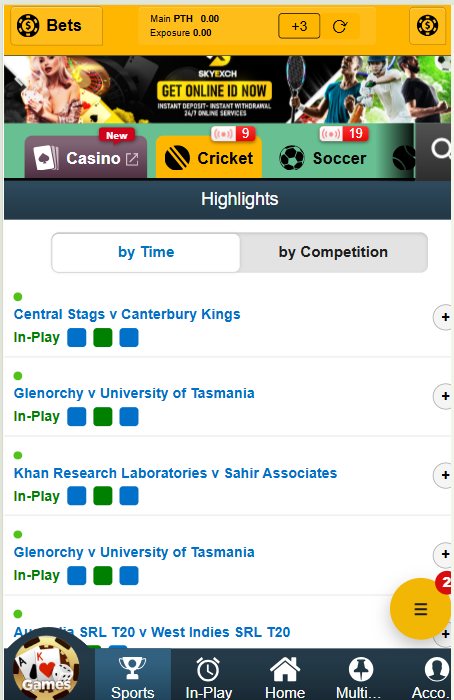 Bets
Main PTH 0.00
Exposure 0.00
+3
SKYEXCH
GET ONLINE ID NOW
INSTANT DEPOSIT- INSTANT WITHDRAWAL
24/7 ONLINE SERVICES
New
9
19
Casino
Cricket
Soccer
Highlights
by Time
by Competition
Central Stags v Canterbury Kings
+
In-Play
Glenorchy v University of Tasmania
+
In-Play
Khan Research Laboratories v Sahir Associates
+
In-Play
Glenorchy v University of Tasmania
+
In-Play
2
SRL T20 v West Indies SRL T20
+
A K
Games
Sports
In-Play
Home
Multi...
Acco